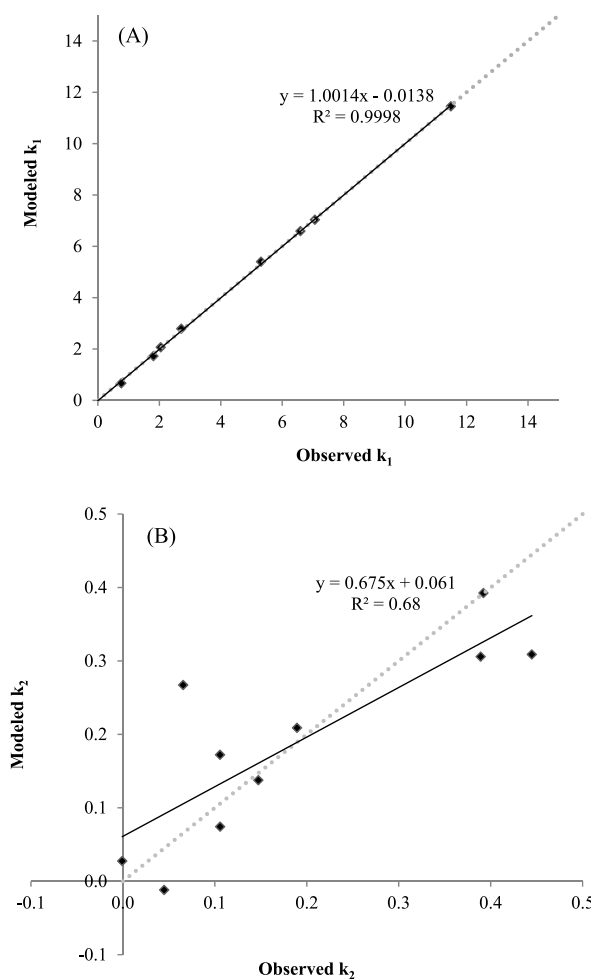 (A)
y = 1.0014x - 0.0138
R² = 0.9998
Modeled k₁
14
12
10
8
6
4
2
0
0 2 4 6 8 10 12 14
Observed k₁
(B)
y = 0.675x + 0.061
R² = 0.68
Modeled k₂
0.5
0.4
0.3
0.2
0.1
0.0
-0.1
-0.1 0.0 0.1 0.2 0.3 0.4 0.5
Observed k₂